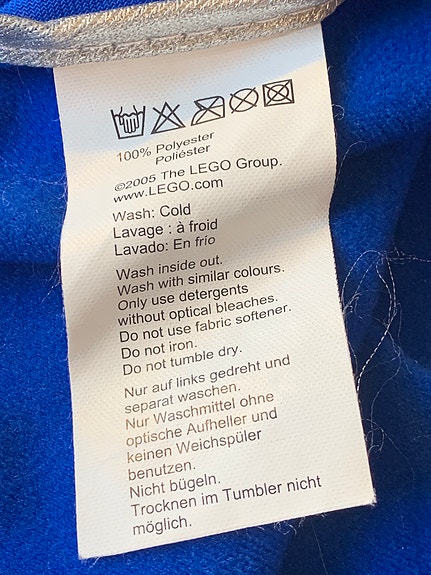 100% Polyester
Poliéster
©2005 The LEGO Group.
www.LEGO.com
Wash: Cold
Lavage : à froid
Lavado: En frío
Wash inside out.
Wash with similar colours.
Only use detergents
without optical bleaches.
Do not use fabric softener.
Do not iron.
Do not tumble dry.
Nur auf links gedreht und
separat waschen.
Nur Waschmittel ohne
optische Aufheller und
keinen Weichspüler
benutzen.
Nicht bügeln.
Trocknen im Tumbler nicht
möglich.